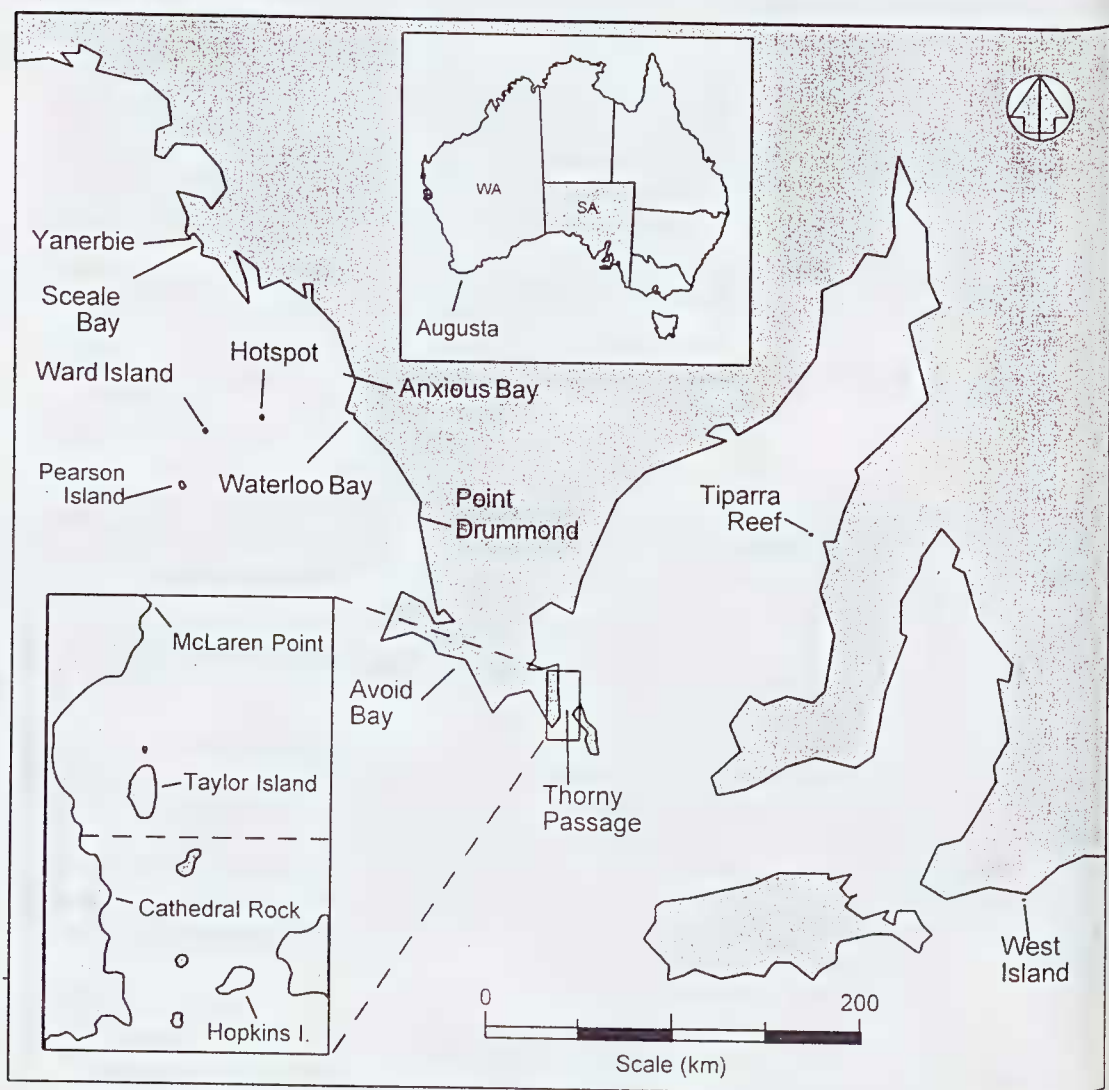 WA
SA
Augusta
Yanerbie
Sceale
Bay
Hotspot
Ward Island
Anxious Bay
Pearson
Island
Waterloo Bay
Point
Drummond
Tiparra
Reef
McLaren Point
Avoid
Bay
Taylor Island
Thorny
Passage
Cathedral Rock
West
Island
Hopkins I.
0
200
Scale (km)